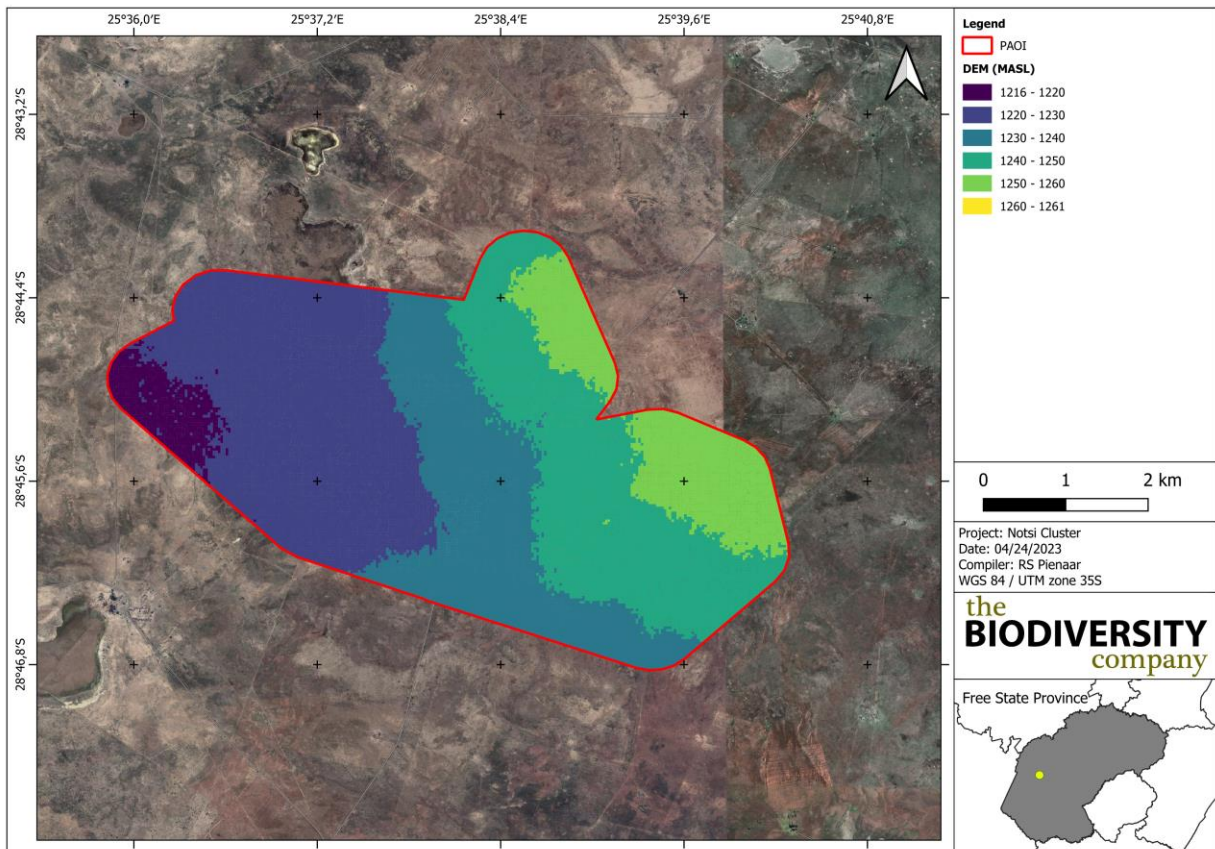 25°36,0'E 25°37,2'E 25°38,4'E 25°39,6'E 25°40,8'E
28°43,2'S
28°44,4'S
28°45,6'S
28°46,8'S
Legend
PAOI
DEM (MASL)
1216 - 1220
1220 - 1230
1230 - 1240
1240 - 1250
1250 - 1260
1260 - 1261
0 1 2 km
Project: Notsi Cluster
Date: 04/24/2023
Compiler: RS Pienaar
WGS 84 / UTM zone 35S
the
BIODIVERSITY
company
Free State Province